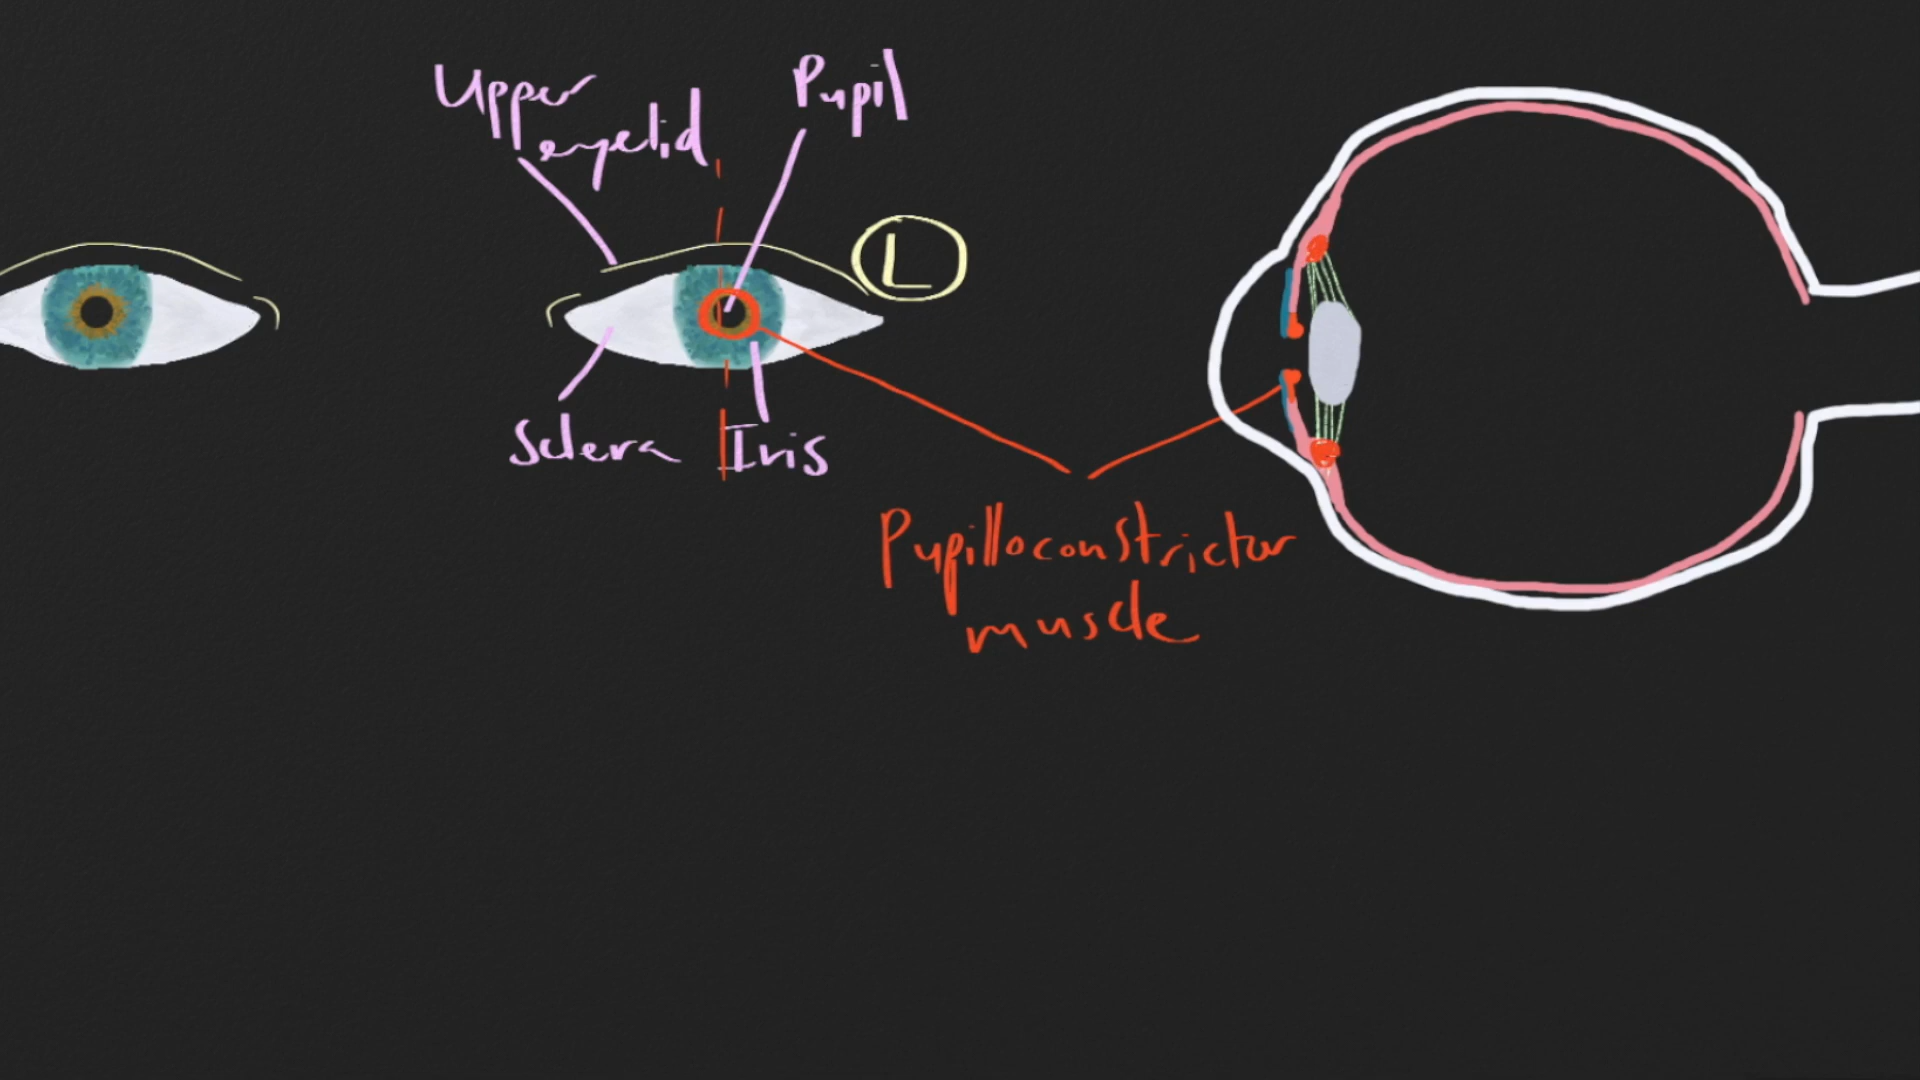 Upper
eyelid
Pupil
L
Sclera
Iris
Pupilloconstrictor
muscle